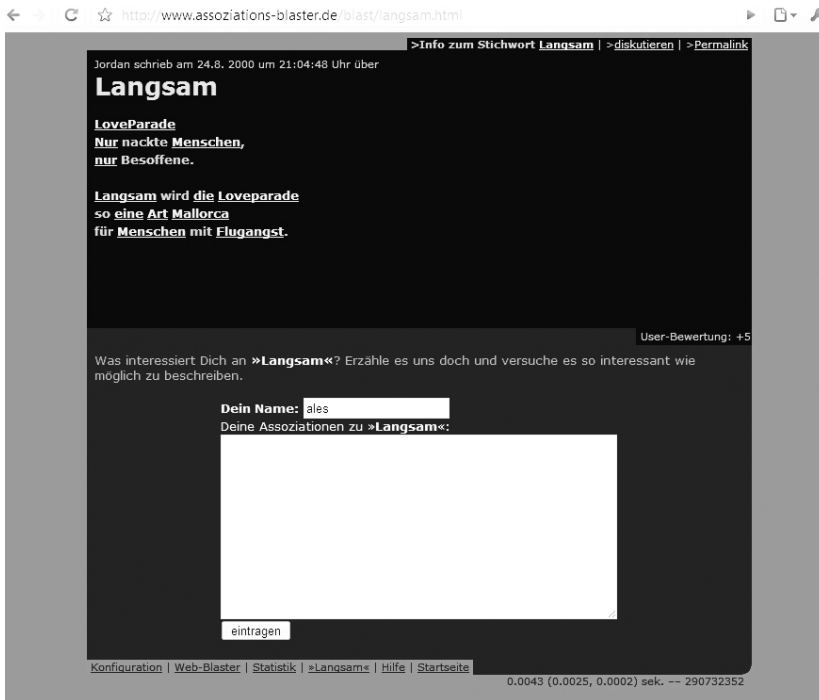 http://www.assoziations-blaster.de/blast/langsam.html
>Info zum Stichwort Langsam | >diskutieren | >Permalink
Jordan schrieb am 24.8. 2000 um 21:04:48 Uhr über
Langsam
LoveParade
Nur nackte Menschen,
nur Besoffene.
Langsam wird die Loveparade
so eine Art Mallorca
für Menschen mit Flugangst.
User-Bewertung: +5
Was interessiert Dich an »Langsam«? Erzähle es uns doch und versuche es so interessant wie
möglich zu beschreiben.
Dein Name: ales
Deine Assoziationen zu »Langsam«:
eintragen
Konfiguration | Web-Blaster | Statistik | »Langsam« | Hilfe | Startseite
0.0043 (0.0025, 0.0002) sek. –– 290732352